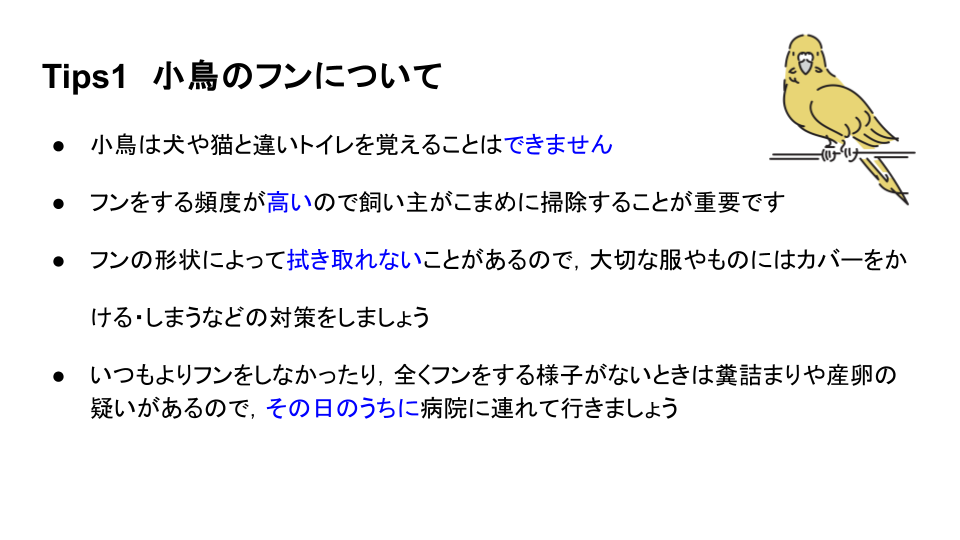 Tips1　小鳥のフンについて
● 小鳥は犬や猫と違いトイレを覚えることはできません
● フンをする頻度が高いので飼い主がこまめに掃除することが重要です
● フンの形状によって拭き取れないことがあるので，大切な服やものにはカバーをか
ける・しまうなどの対策をしましょう
● いつもよりフンをしなかったり，全くフンをする様子がないときは糞詰まりや産卵の
疑いがあるので，その日のうちに病院に連れて行きましょう